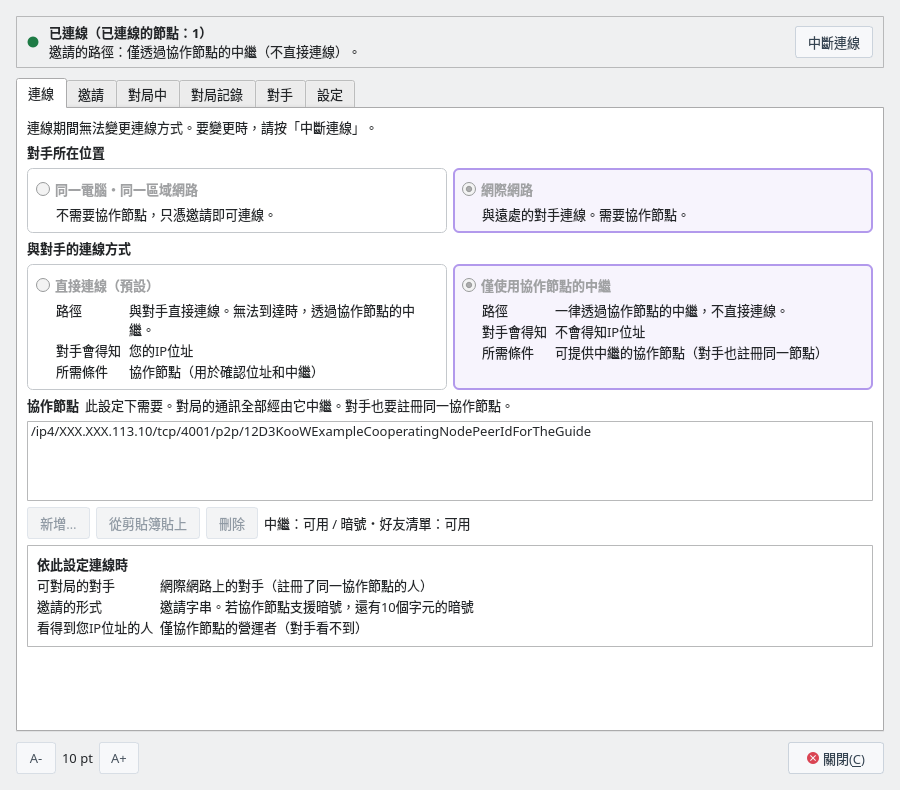 已連線（已連線的節點：1）
邀請的路徑：僅透過協作節點的中繼（不直接連線）。
中斷連線
連線 邀請 對局中 對局記錄 對手 設定
連線期間無法變更連線方式。要變更時，請按「中斷連線」。
對手所在位置
同一電腦・同一區域網路
不需要協作節點，只憑邀請即可連線。
網際網路
與遠處的對手連線。需要協作節點。
與對手的連線方式
直接連線（預設）
路徑 與對手直接連線。無法到達時，透過協作節點的中
繼。
對手會得知 您的IP位址
所需條件 協作節點（用於確認位址和中繼）
僅使用協作節點的中繼
路徑 一律透過協作節點的中繼，不直接連線。
對手會得知 不會得知IP位址
所需條件 可提供中繼的協作節點（對手也註冊同一節點）
協作節點 此設定下需要。對局的通訊全部經由它中繼。對手也要註冊同一協作節點。
/ip4/XXX.XXX.113.10/tcp/4001/p2p/12D3KooWExampleCooperatingNodePeerIdForTheGuide
新增... 從剪貼簿貼上 刪除 中繼：可用 / 暗號・好友清單：可用
依此設定連線時
可對局的對手 網際網路上的對手（註冊了同一協作節點的人）
邀請的形式 邀請字串。若協作節點支援暗號，還有10個字元的暗號
看得到您IP位址的人 僅協作節點的營運者（對手看不到）
A- 10 pt A+ 關閉(C)